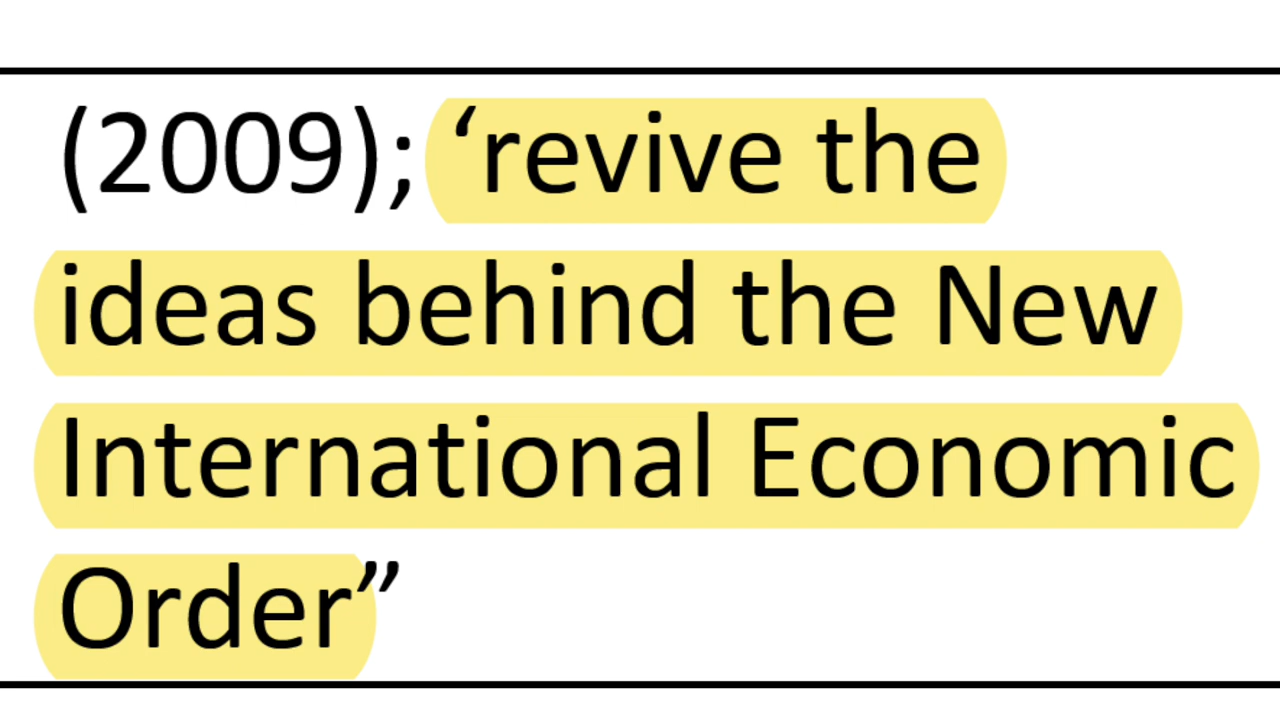 (2009); ‘revive the
ideas behind the New
International Economic
Order”